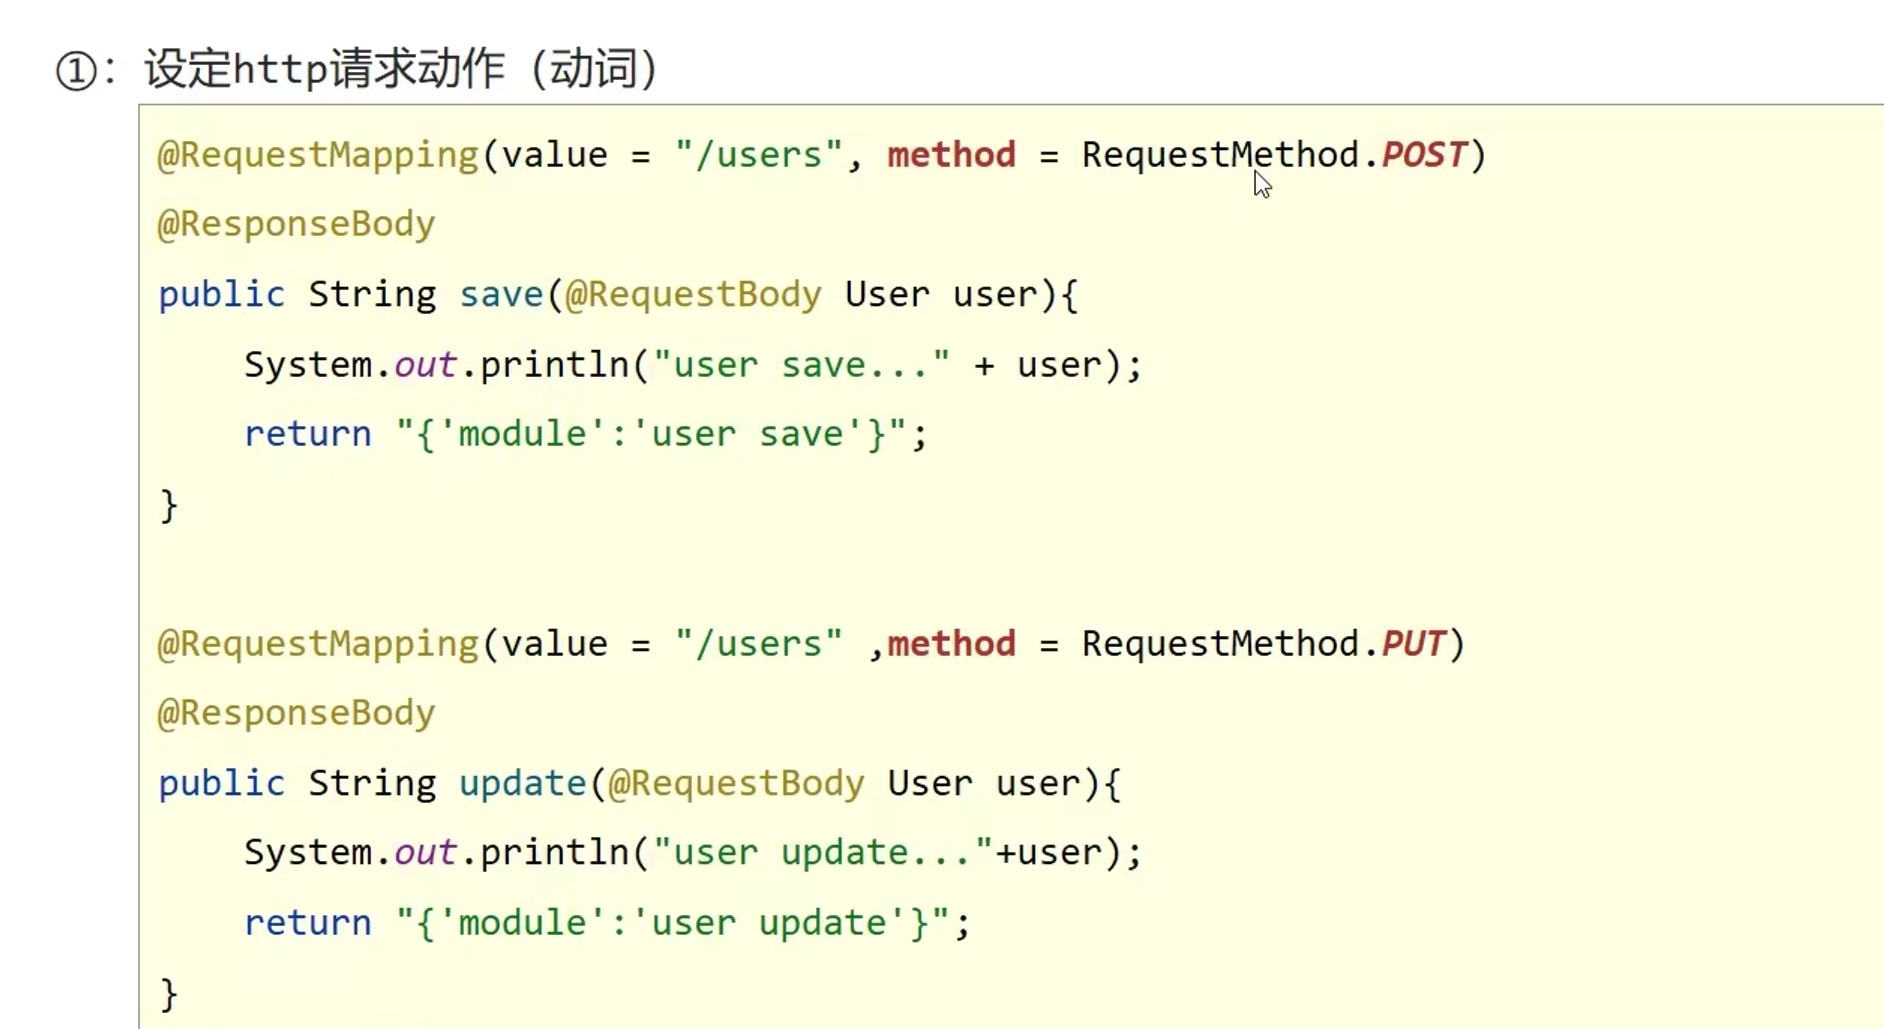 ①：设定http请求动作（动词）
@RequestMapping(value = "/users", method = RequestMethod.POST)
@ResponseBody
public String save(@RequestBody User user){
    System.out.println("user save..." + user);
    return "{'module':'user save'}";
}
@RequestMapping(value = "/users" ,method = RequestMethod.PUT)
@ResponseBody
public String update(@RequestBody User user){
    System.out.println("user update..."+user);
    return "{'module':'user update'}";
}